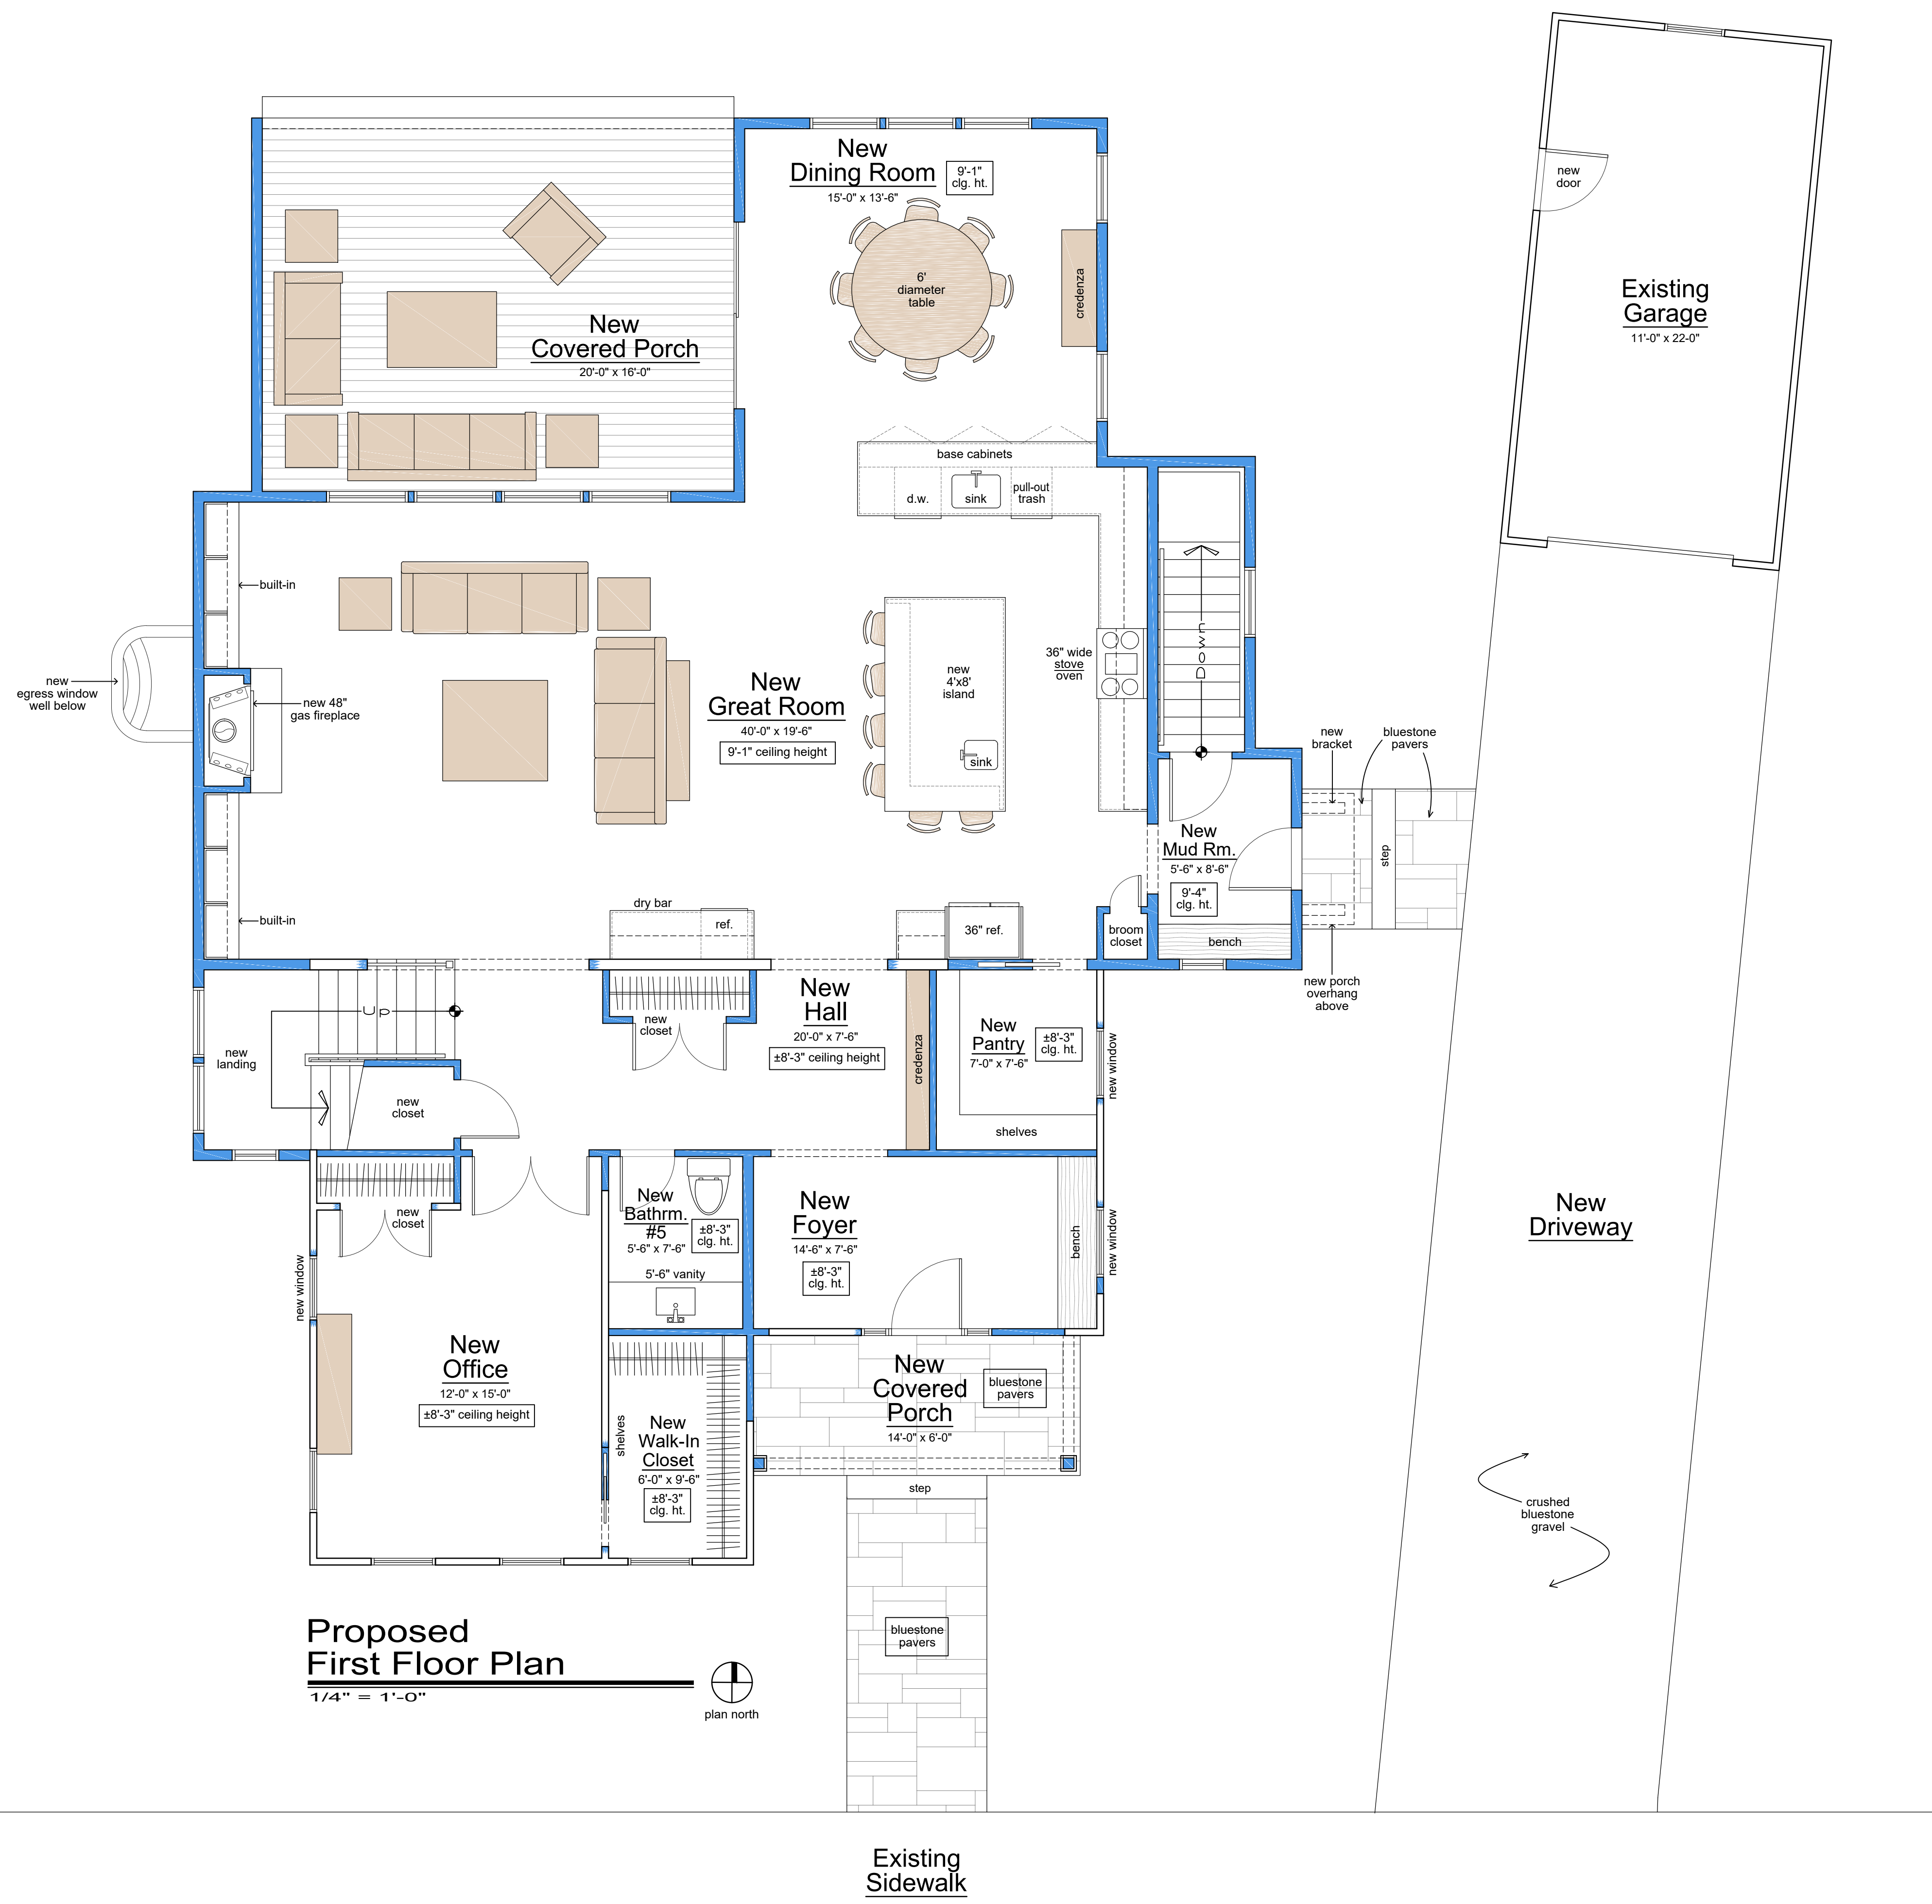 New
Dining Room
15'-0" x 13'-6"
9'-1"
clg. ht.
6'
diameter
table
credenza
New
Covered Porch
20'-0" x 16'-0"
new
door
Existing
Garage
11'-0" x 22'-0"
base cabinets
d.w.
sink
pull-out
trash
built-in
new
egress window
well below
new 48"
gas fireplace
New
Great Room
40'-0" x 19'-6"
9'-1" ceiling height
new
4'x8'
island
sink
36" wide
stove
oven
Down
built-in
dry bar
ref.
36" ref.
broom
closet
New
Mud Rm.
5'-6" x 8'-6"
9'-4"
clg. ht.
bench
new
bracket
bluestone
pavers
step
new porch
overhang
above
Up
new
landing
new
closet
new
closet
New
Hall
20'-0" x 7'-6"
±8'-3" ceiling height
credenza
New
Pantry
7'-0" x 7'-6"
±8'-3"
clg. ht.
shelves
new window
new
closet
new window
New
Bathrm.
#5
5'-6" x 7'-6"
±8'-3"
clg. ht.
5'-6" vanity
New
Foyer
14'-6" x 7'-6"
±8'-3"
clg. ht.
bench
new window
New
Office
12'-0" x 15'-0"
±8'-3" ceiling height
shelves
New
Walk-In
Closet
6'-0" x 9'-6"
±8'-3"
clg. ht.
New
Covered
Porch
14'-0" x 6'-0"
bluestone
pavers
step
bluestone
pavers
New
Driveway
crushed
bluestone
gravel
Proposed
First Floor Plan
1/4" = 1'-0"
plan north
Existing
Sidewalk